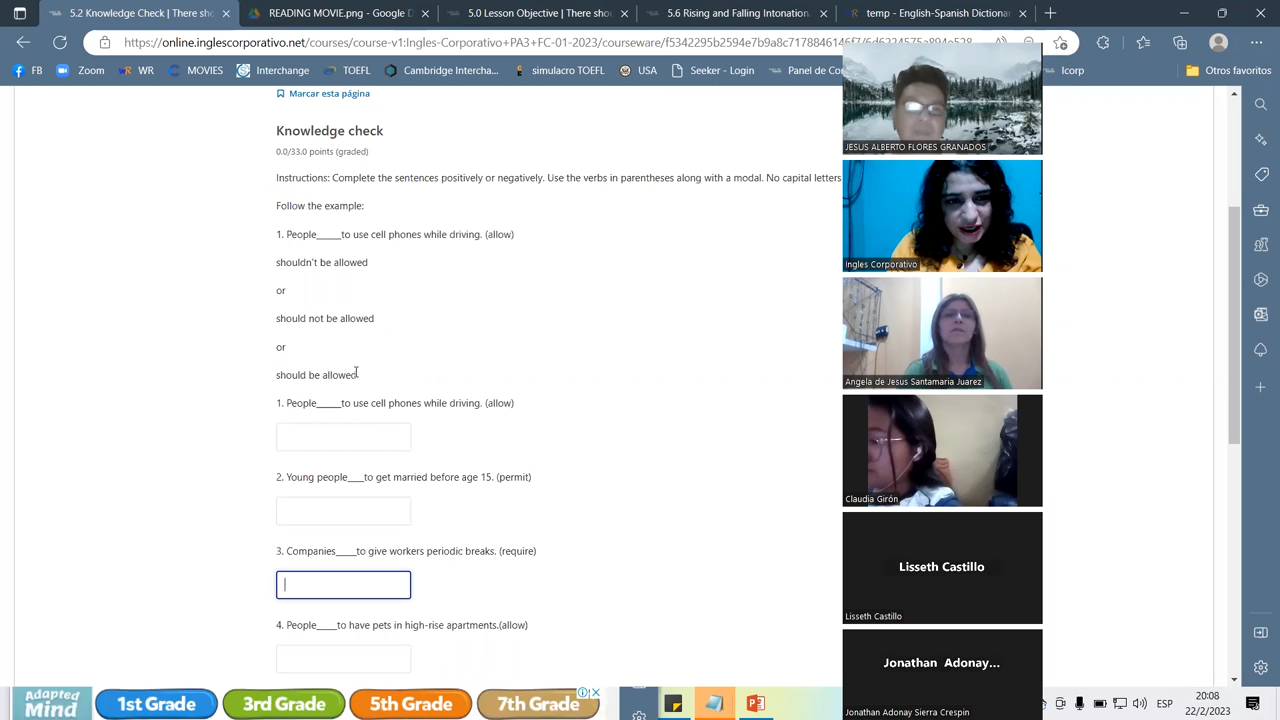 5.2 Knowledge Check | There sho
READING MOVING.docx - Google D
5.0 Lesson Objective | There shou
5.6 Rising and Falling Intonation
term - Traducción en español
https://online.inglescorporativo.net/courses/course-v1:Ingles-Corporativo+PA3+FC-01-2023/courseware/f5342295b2594e7b9a8c7178846146f7/6d6224575a894e528
FB Zoom WR MOVIES Interchange TOEFL Cambridge Intercha... simulacro TOEFL USA Seeker - Login Panel de Co Icorp Otros favoritos
Marcar esta página
Knowledge check
0.0/33.0 points (graded)
Instructions: Complete the sentences positively or negatively. Use the verbs in parentheses along with a modal. No capital letters
Follow the example:
1. People_____to use cell phones while driving. (allow)
shouldn't be allowed
or
should not be allowed
or
should be allowed
1. People_____to use cell phones while driving. (allow)
2. Young people___to get married before age 15. (permit)
3. Companies____to give workers periodic breaks. (require)
4. People____to have pets in high-rise apartments.(allow)
JESUS ALBERTO FLORES GRANADOS
Ingles Corporativo
Angela de Jesus Santamaria Juarez
Claudia Girón
Lisseth Castillo
Lisseth Castillo
Jonathan Adonay...
Jonathan Adonay Sierra Crespin
Adapted Mind
1st Grade
3rd Grade
5th Grade
7th Grade
ESP
20:08
2/22/2023